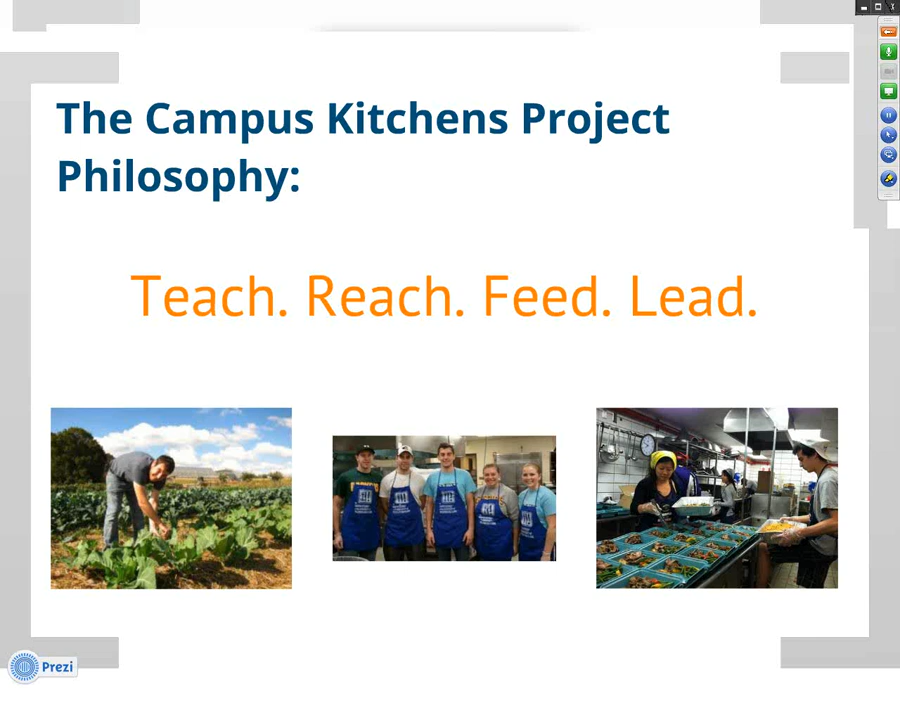 The Campus Kitchens Project
Philosophy:
Teach. Reach. Feed. Lead.
Prezi